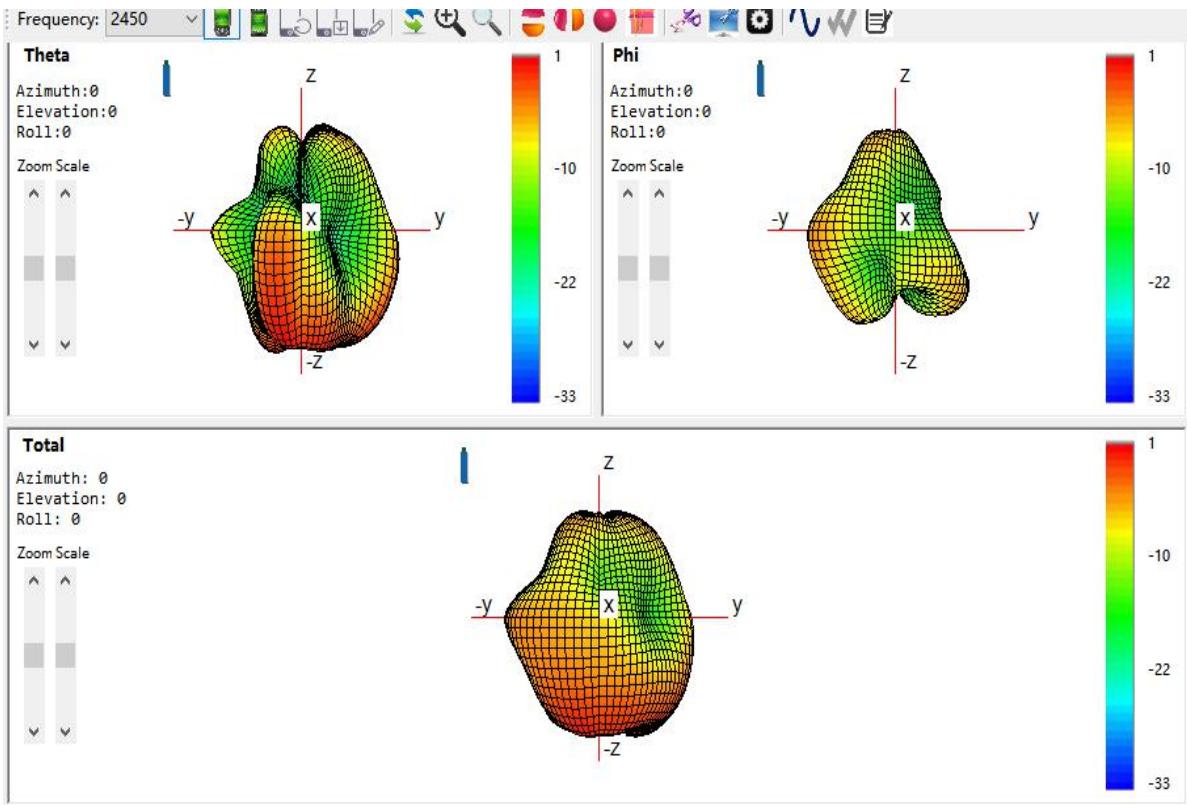 Frequency: 2450
Theta
Azimuth:0
Elevation:0
Roll:0
Zoom Scale
Z
-y
X
y
-Z
1
-10
-22
-33
Phi
Azimuth:0
Elevation:0
Roll:0
Zoom Scale
Z
-y
X
y
-Z
1
-10
-22
-33
Total
Azimuth: 0
Elevation: 0
Roll: 0
Zoom Scale
Z
-y
X
y
-Z
1
-10
-22
-33